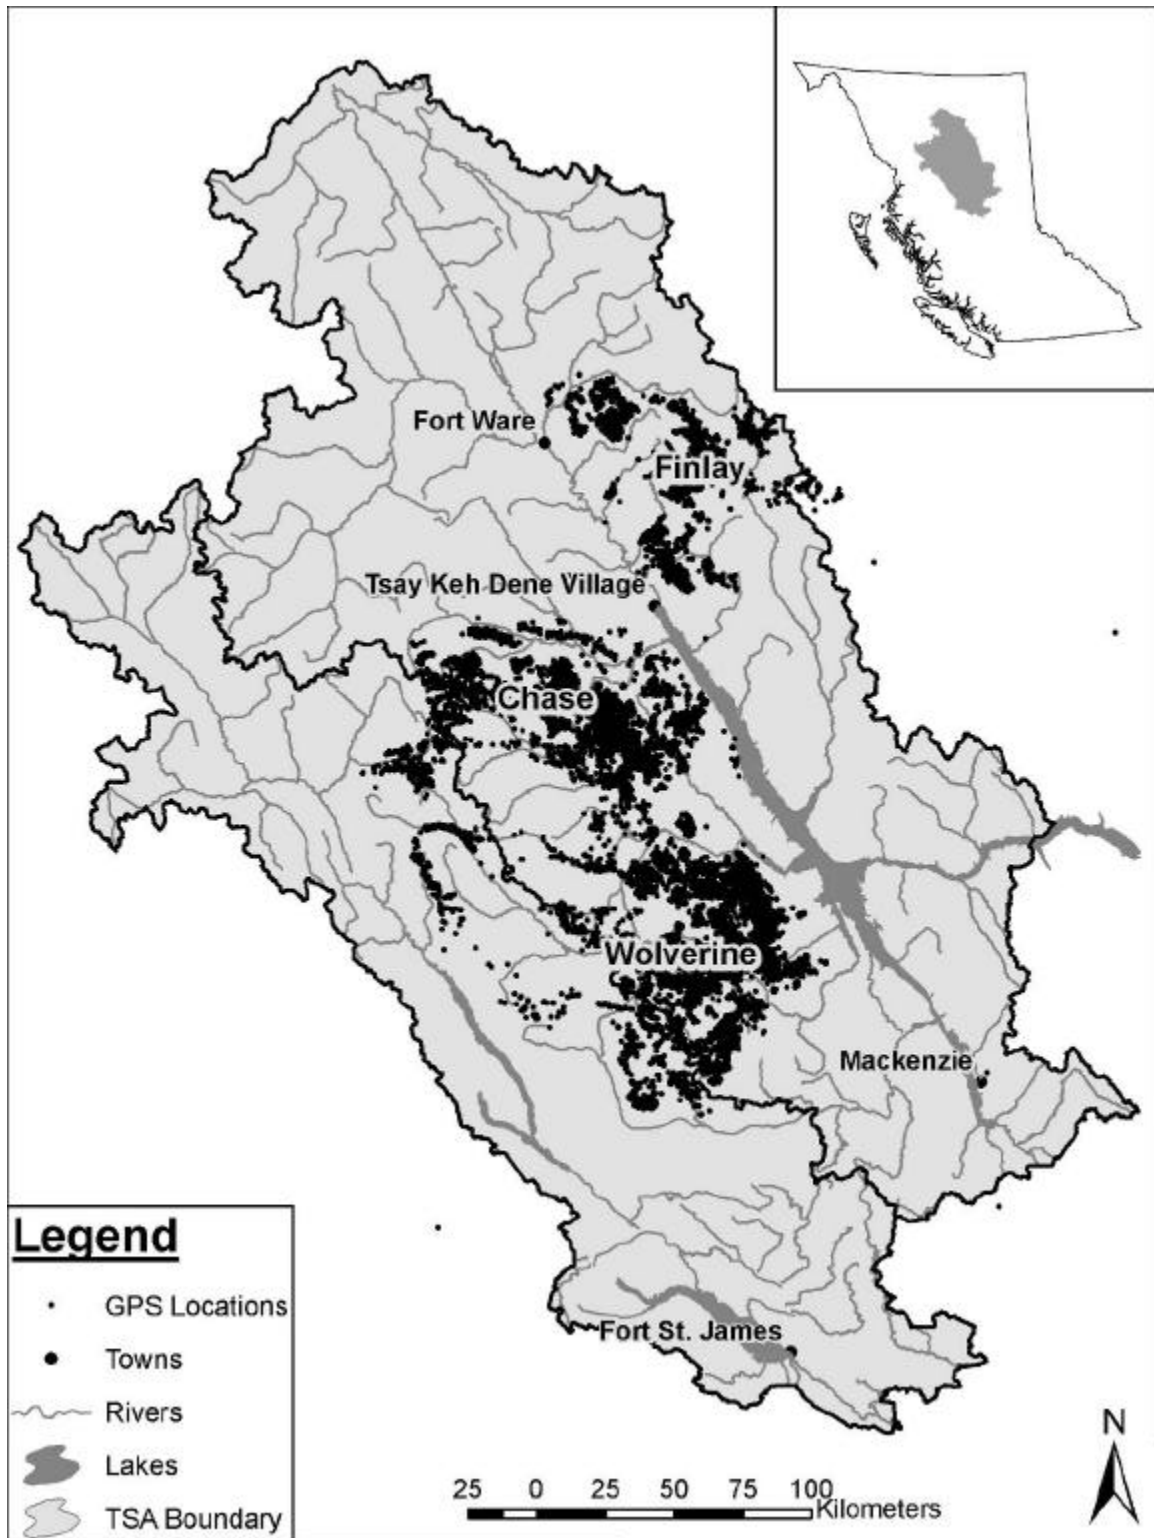 Fort Ware
Finlay
Tsay Keh Dene Village
Chase
Wolverine
Mackenzie
Fort St. James
Legend
GPS Locations
Towns
Rivers
Lakes
TSA Boundary
25 0 25 50 75 100
Kilometers
N